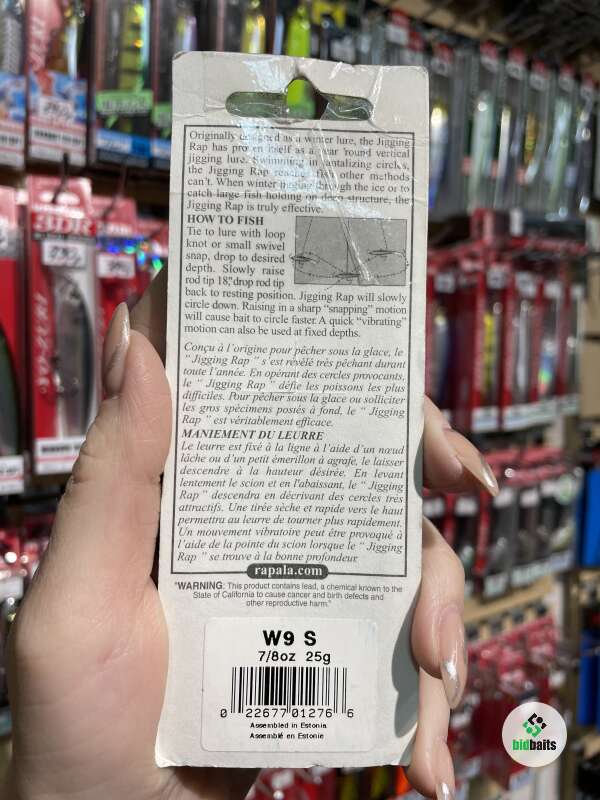 Originally designed as a winter lure, the Jigging
Rap has proven itself as a year 'round vertical
jigging lure. Swimming in tantalizing circles,
the Jigging Rap reaches fish other methods
can't. When winter jigging through the ice or to
catch large fish holding on deep structure, the
Jigging Rap is truly effective.
HOW TO FISH
Tie to lure with loop
knot or small swivel
snap, drop to desired
depth. Slowly raise
rod tip 18", drop rod tip
back to resting position. Jigging Rap will slowly
circle down. Raising in a sharp "snapping" motion
will cause bait to circle faster. A quick "vibrating"
motion can also be used at fixed depths.
Conçu à l'origine pour pêcher sous la glace, le
" Jigging Rap " s'est révélé très pêchant durant
toute l'année. En opérant des cercles provocants,
le " Jigging Rap " défie les poissons les plus
difficiles. Pour pêcher sous la glace ou solliciter
les gros spécimens postés à fond, le " Jigging
Rap " est véritablement efficace.
MANIEMENT DU LEURRE
Le leurre est fixé à la ligne à l'aide d'un nœud
lâche ou d'un petit émerillon à agrafe, le laisser
descendre à la hauteur désirée. En levant
lentement le scion et en l'abaissant, le " Jigging
Rap " descendra en décrivant des cercles très
attractifs. Une tirée sèche et rapide vers le haut
permettra au leurre de tourner plus rapidement.
Un mouvement vibratoire peut être provoqué à
l'aide de la pointe du scion lorsque le " Jigging
Rap " se trouve à la bonne profondeur.
rapala.com
"WARNING: This product contains lead, a chemical known to the
State of California to cause cancer and birth defects and
other reproductive harm."
W9 S
7/8oz 25g
0 22677 01276 6
Assembled in Estonia
Assemblé en Estonie
bidbaits
3DR